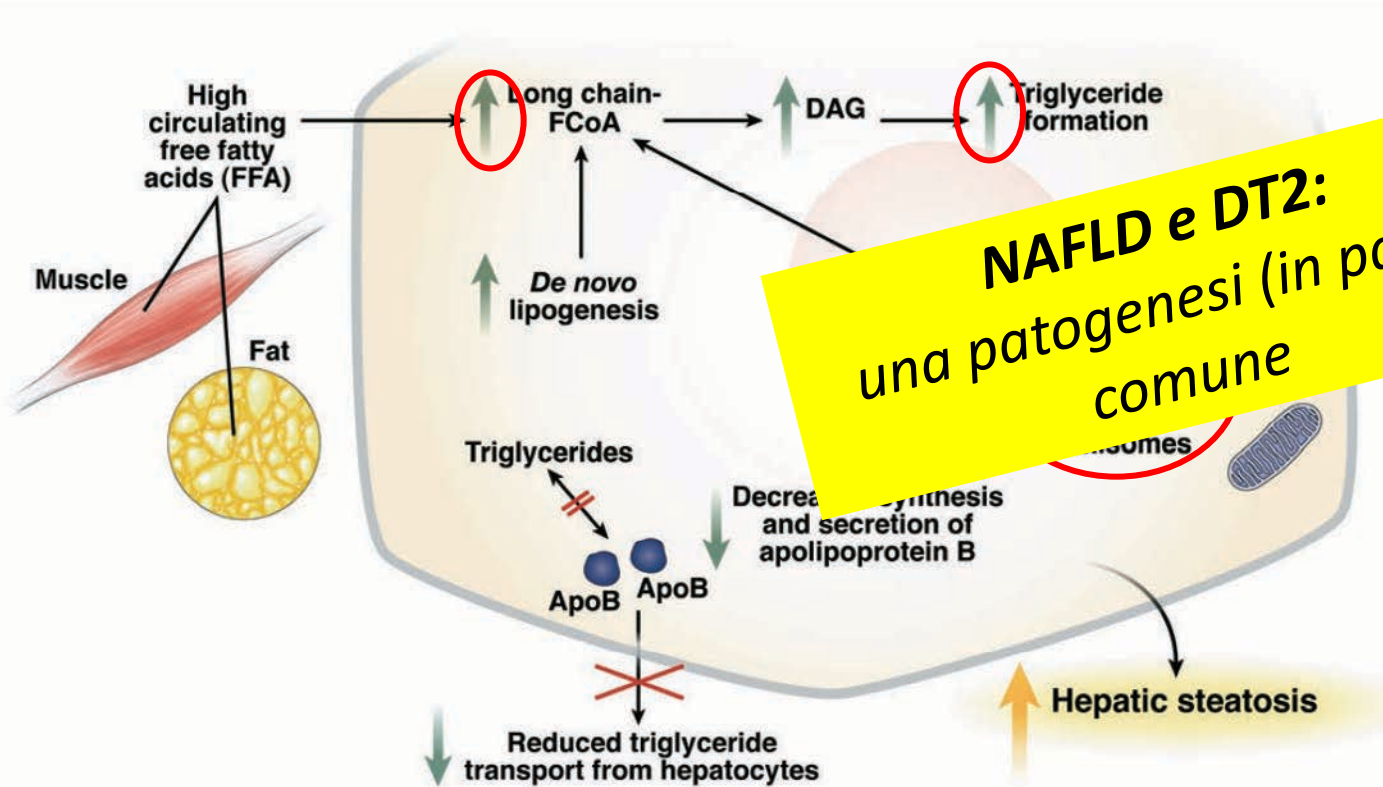 High
circulating
free fatty
acids (FFA)
Long chain-
FCoA
DAG
Triglyceride
formation
Muscle
De novo
lipogenesis
Fat
NAFLD e DT2:
una patogenesi (in
comune
Triglycerides
ApoB
ApoB
and secretion of
apolipoprotein B
Reduced triglyceride
transport from hepatocytes
Hepatic steatosis